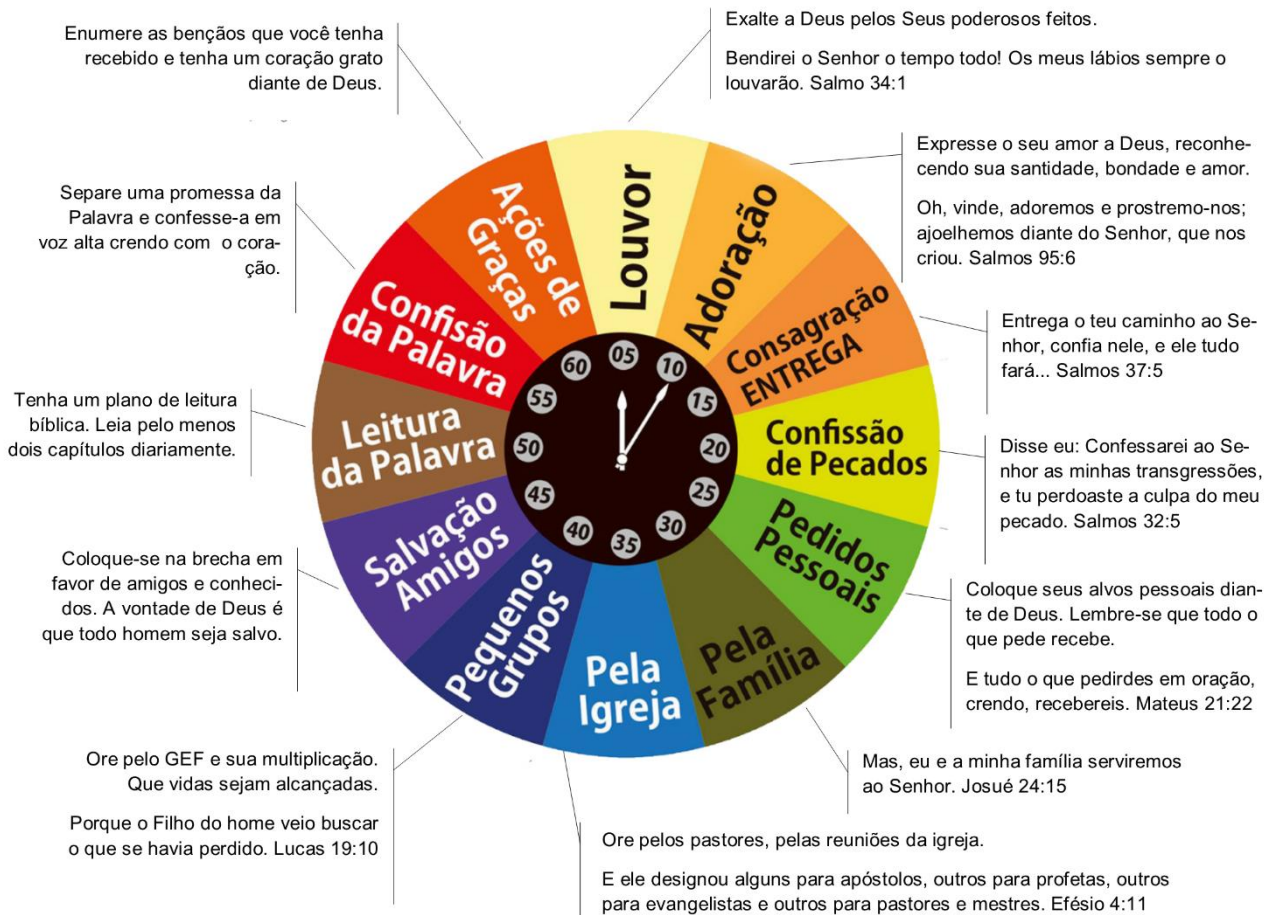 Enumere as bençãos que você tenha
recebido e tenha um coração grato
diante de Deus.
Exalte a Deus pelos Seus poderosos feitos.
Bendirei o Senhor o tempo todo! Os meus lábios sempre o
louvarão. Salmo 34:1
Expresse o seu amor a Deus, reconhe-
cendo sua santidade, bondade e amor.
Oh, vinde, adoremos e prostremo-nos;
ajoelhemos diante do Senhor, que nos
criou. Salmos 95:6
Separe uma promessa da
Palavra e confesse-a em
voz alta crendo com o cora-
ção.
Entrega o teu caminho ao Se-
nhor, confia nele, e ele tudo
fará... Salmos 37:5
Tenha um plano de leitura
bíblica. Leia pelo menos
dois capítulos diariamente.
Disse eu: Confessarei ao Se-
nhor as minhas transgressões,
e tu perdoaste a culpa do meu
pecado. Salmos 32:5
Coloque-se na brecha em
favor de amigos e conheci-
dos. A vontade de Deus é
que todo homem seja salvo.
Coloque seus alvos pessoais dian-
te de Deus. Lembre-se que todo o
que pede recebe.
E tudo o que pedirdes em oração,
crendo, recebereis. Mateus 21:22
Ore pelo GEF e sua multiplicação.
Que vidas sejam alcançadas.
Porque o Filho do home veio buscar
o que se havia perdido. Lucas 19:10
Mas, eu e a minha família serviremos
ao Senhor. Josué 24:15
Ore pelos pastores, pelas reuniões da igreja.
E ele designou alguns para apóstolos, outros para profetas, outros
para evangelistas e outros para pastores e mestres. Efésio 4:11
Louvor
Adoração
Consagração
ENTREGA
Confissão
de Pecados
Pedidos
Pessoais
Pela
Família
Pela
Igreja
Pequenos
Grupos
Salvação
Amigos
Leitura
da Palavra
Confisão
da Palavra
Ações de
Graças
05
10
15
20
25
30
35
40
45
50
55
60